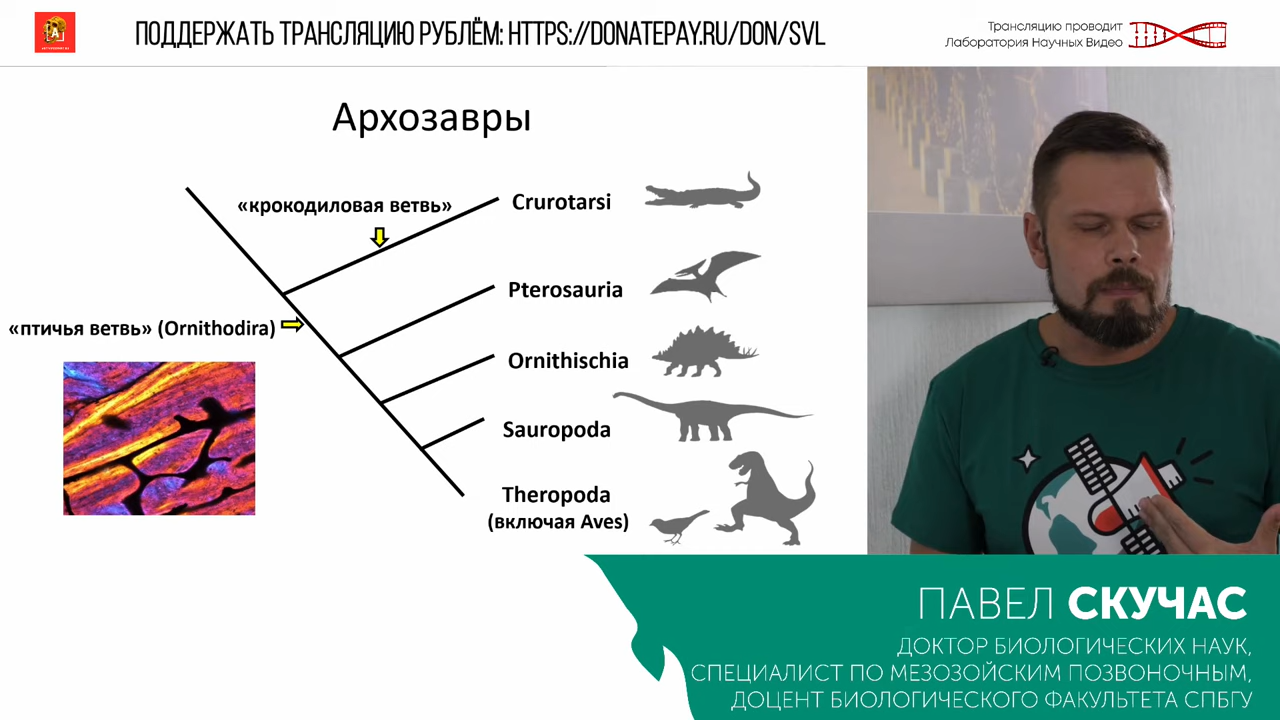 ПОДДЕРЖАТЬ ТРАНСЛЯЦИЮ РУБЛЁМ: HTTPS://DONATEPAY.RU/DON/SVL
Трансляцию проводит
Лаборатория Научных Видео
Архозавры
«крокодиловая ветвь»
Crurotarsi
Pterosauria
«птичья ветвь» (Ornithodira)
Ornithischia
Sauropoda
Theropoda
(включая Aves)
ПАВЕЛ СКУЧАС
ДОКТОР БИОЛОГИЧЕСКИХ НАУК,
СПЕЦИАЛИСТ ПО МЕЗОЗОЙСКИМ ПОЗВОНОЧНЫМ,
ДОЦЕНТ БИОЛОГИЧЕСКОГО ФАКУЛЬТЕТА СПБГУ